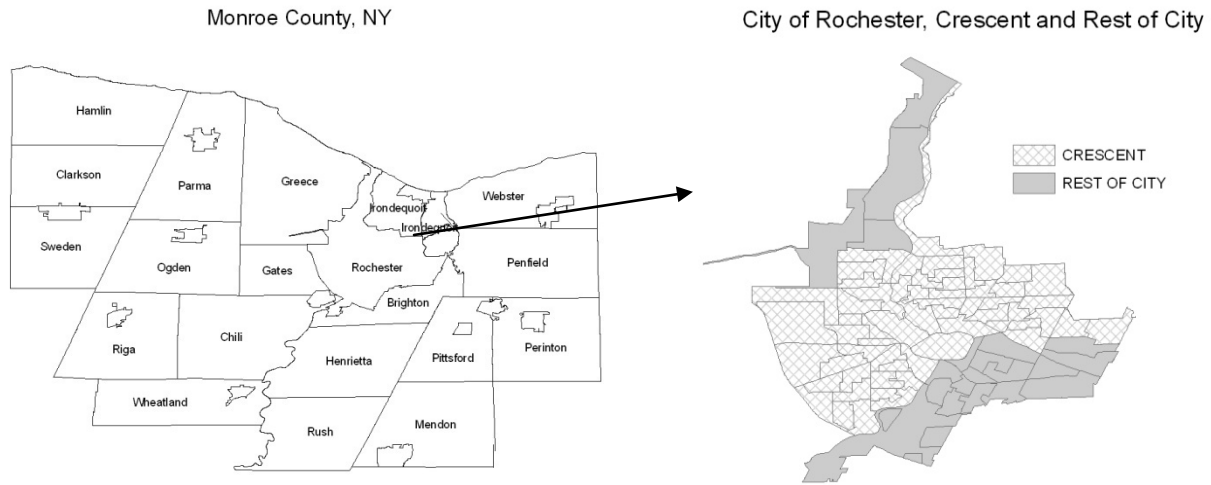 Monroe County, NY
City of Rochester, Crescent and Rest of City
Hamlin
Clarkson
Parma
Greece
Irondequoit
Irondequoit
Webster
Sweden
Ogden
Gates
Rochester
Penfield
Brighton
Riga
Chili
Henrietta
Pittsford
Perinton
Wheatland
Rush
Mendon
CRESCENT
REST OF CITY